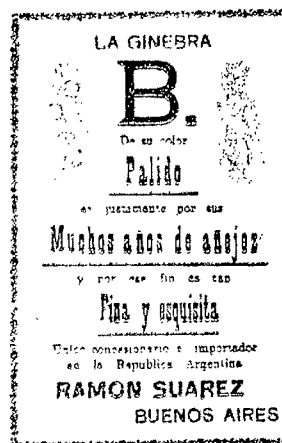 LA GINEBRA
B.
De su color
Palido
es justamente por sus
Muchos años de añejez
y por ese fin es tan
Fina y esquisita
Unico concesionario e importador
en la Republica Argentina
RAMON SUAREZ
BUENOS AIRES